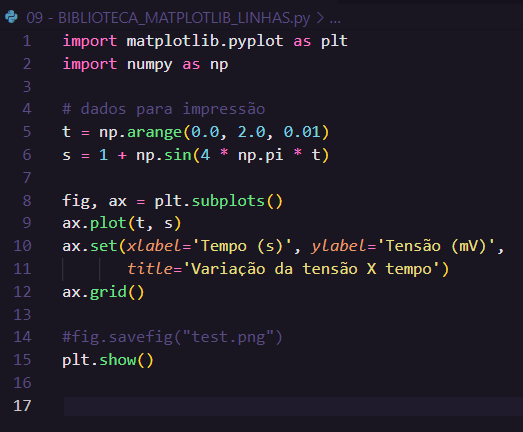 09 - BIBLIOTECA_MATPLOTLIB_LINHAS.py > ...
1 import matplotlib.pyplot as plt
2 import numpy as np
3
4 # dados para impressão
5 t = np.arange(0.0, 2.0, 0.01)
6 s = 1 + np.sin(4 * np.pi * t)
7
8 fig, ax = plt.subplots()
9 ax.plot(t, s)
10 ax.set(xlabel='Tempo (s)', ylabel='Tensão (mV)',
11        title='Variação da tensão X tempo')
12 ax.grid()
13
14 #fig.savefig("test.png")
15 plt.show()
16
17